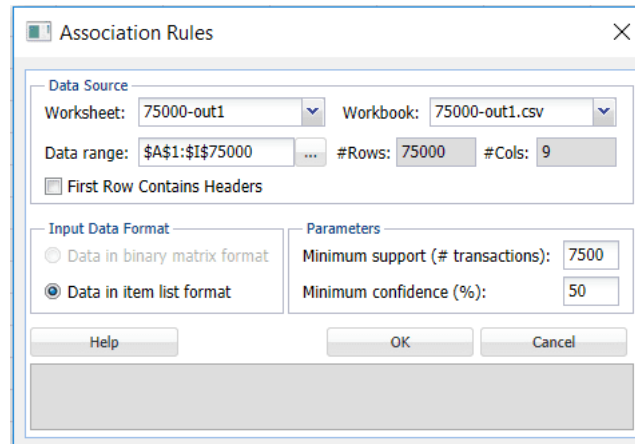 Association Rules
Data Source
Worksheet: 75000-out1 Workbook: 75000-out1.csv
Data range: $A$1:$I$75000 ... #Rows: 75000 #Cols: 9
First Row Contains Headers
Input Data Format
Data in binary matrix format
Data in item list format
Parameters
Minimum support (# transactions): 7500
Minimum confidence (%): 50
Help OK Cancel